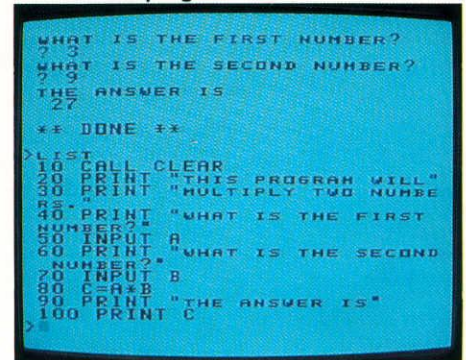 WHAT IS THE FIRST NUMBER?
? 3
WHAT IS THE SECOND NUMBER?
? 9
THE ANSWER IS
27
** DONE **
>LIST
10 CALL CLEAR
20 PRINT "THIS PROGRAM WILL"
30 PRINT "MULTIPLY TWO NUMBE
RS."
40 PRINT "WHAT IS THE FIRST
NUMBER?"
50 INPUT A
60 PRINT "WHAT IS THE SECOND
NUMBER?"
70 INPUT B
80 C=A*B
90 PRINT "THE ANSWER IS"
100 PRINT C
>